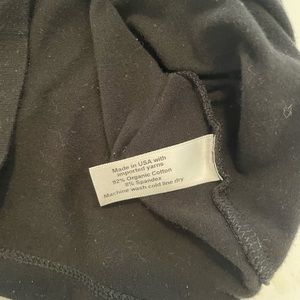 Made in USA with
imported yarns
92% Organic Cotton
8% Spandex
Machine wash cold line dry